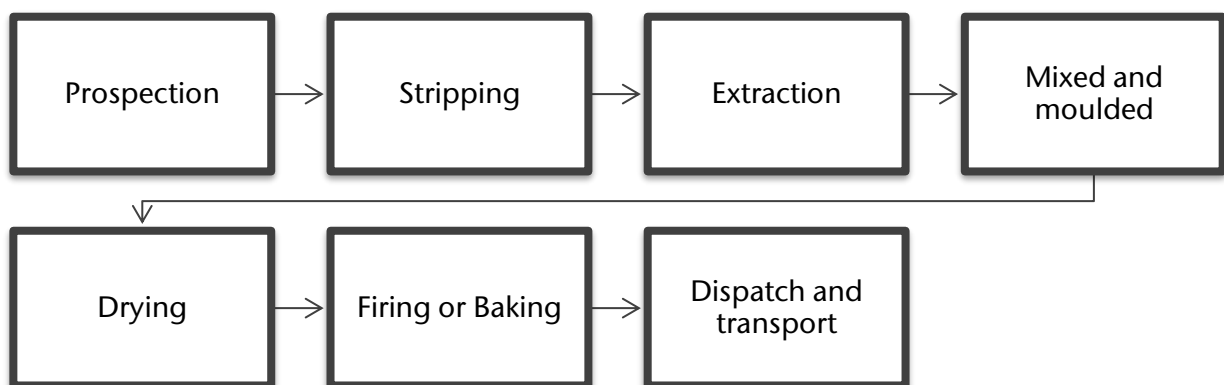 Prospection
Stripping
Extraction
Mixed and
moulded
Drying
Firing or Baking
Dispatch and
transport